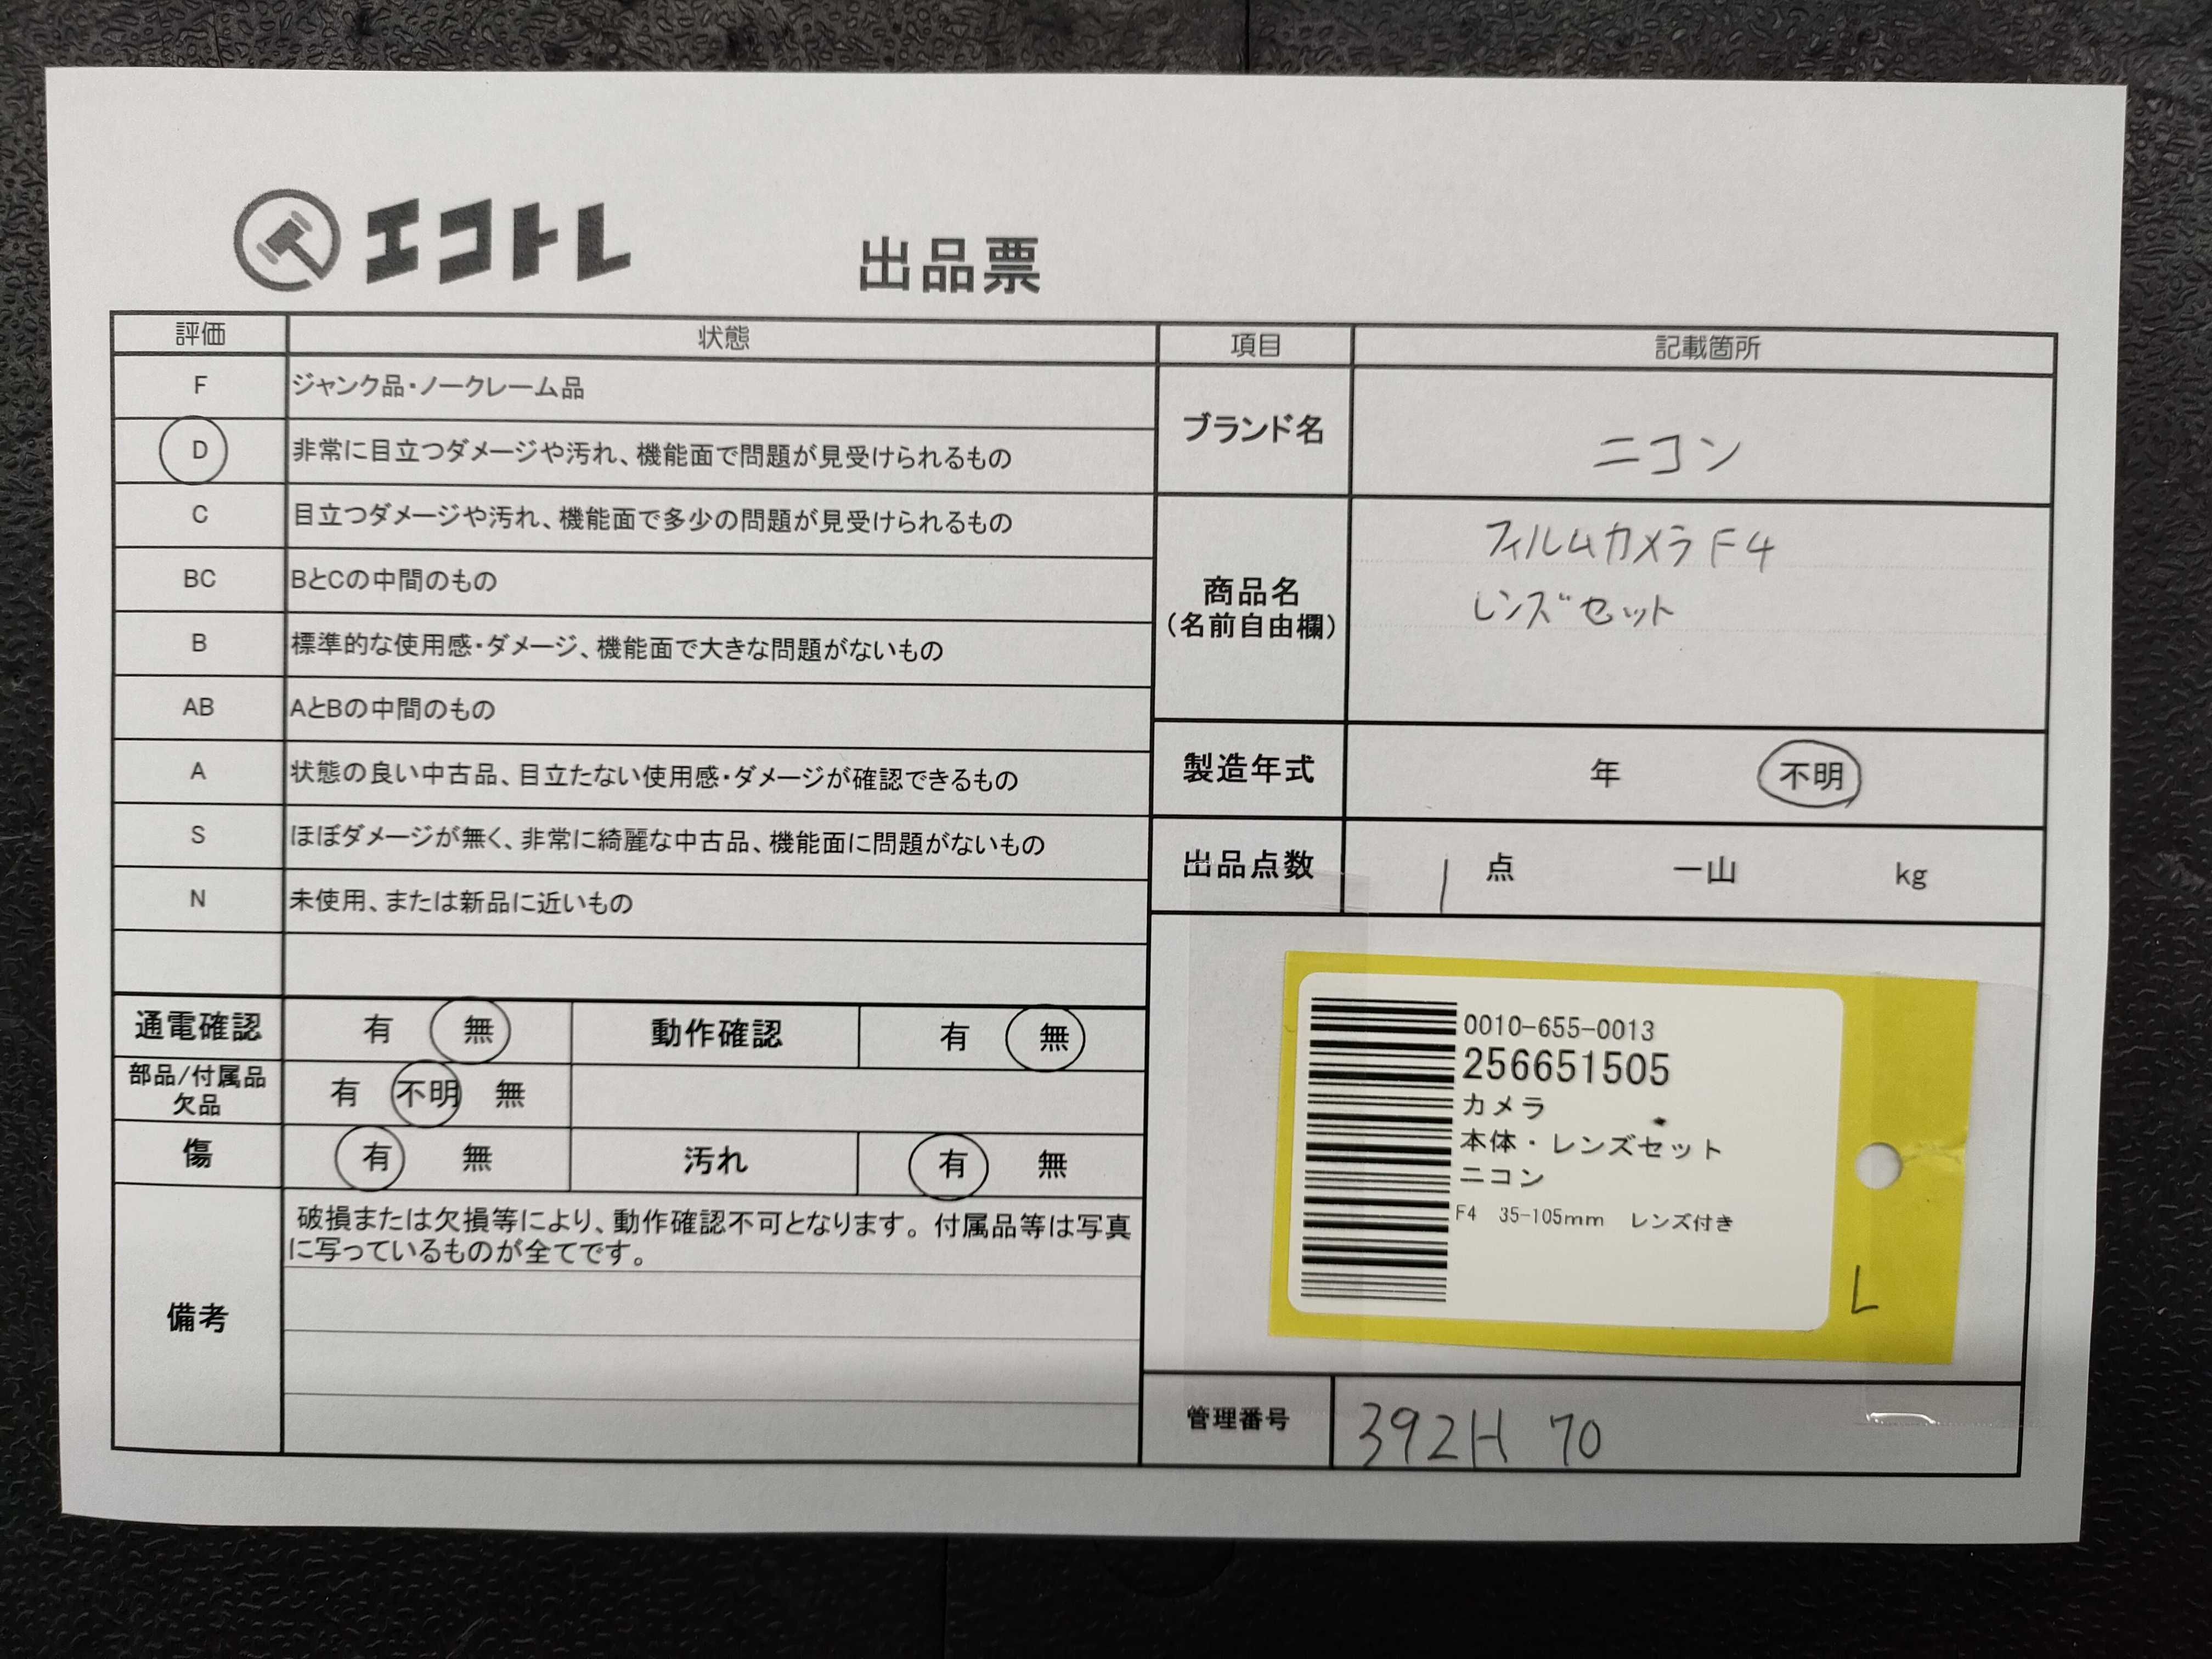 エコトレ
出品票
評価 状態
F ジャンク品・ノークレーム品
D 非常に目立つダメージや汚れ、機能面で問題が見受けられるもの
C 目立つダメージや汚れ、機能面で多少の問題が見受けられるもの
BC BとCの中間のもの
B 標準的な使用感・ダメージ、機能面で大きな問題がないもの
AB AとBの中間のもの
A 状態の良い中古品、目立たない使用感・ダメージが確認できるもの
S ほぼダメージが無く、非常に綺麗な中古品、機能面に問題がないもの
N 未使用、または新品に近いもの
通電確認 有 無 動作確認 有 無
部品/付属品
欠品
有 不明 無
傷 有 無 汚れ 有 無
備考
破損または欠損等により、動作確認不可となります。付属品等は写真
に写っているものが全てです。
項目 記載箇所
ブランド名 ニコン
商品名
(名前自由欄)
フィルムカメラ F4
レンズセット
製造年式 年 不明
出品点数 1 点 一山 kg
0010-655-0013
256651505
カメラ
本体・レンズセット
ニコン
F4 35-105mm レンズ付き
L
管理番号 392H 70